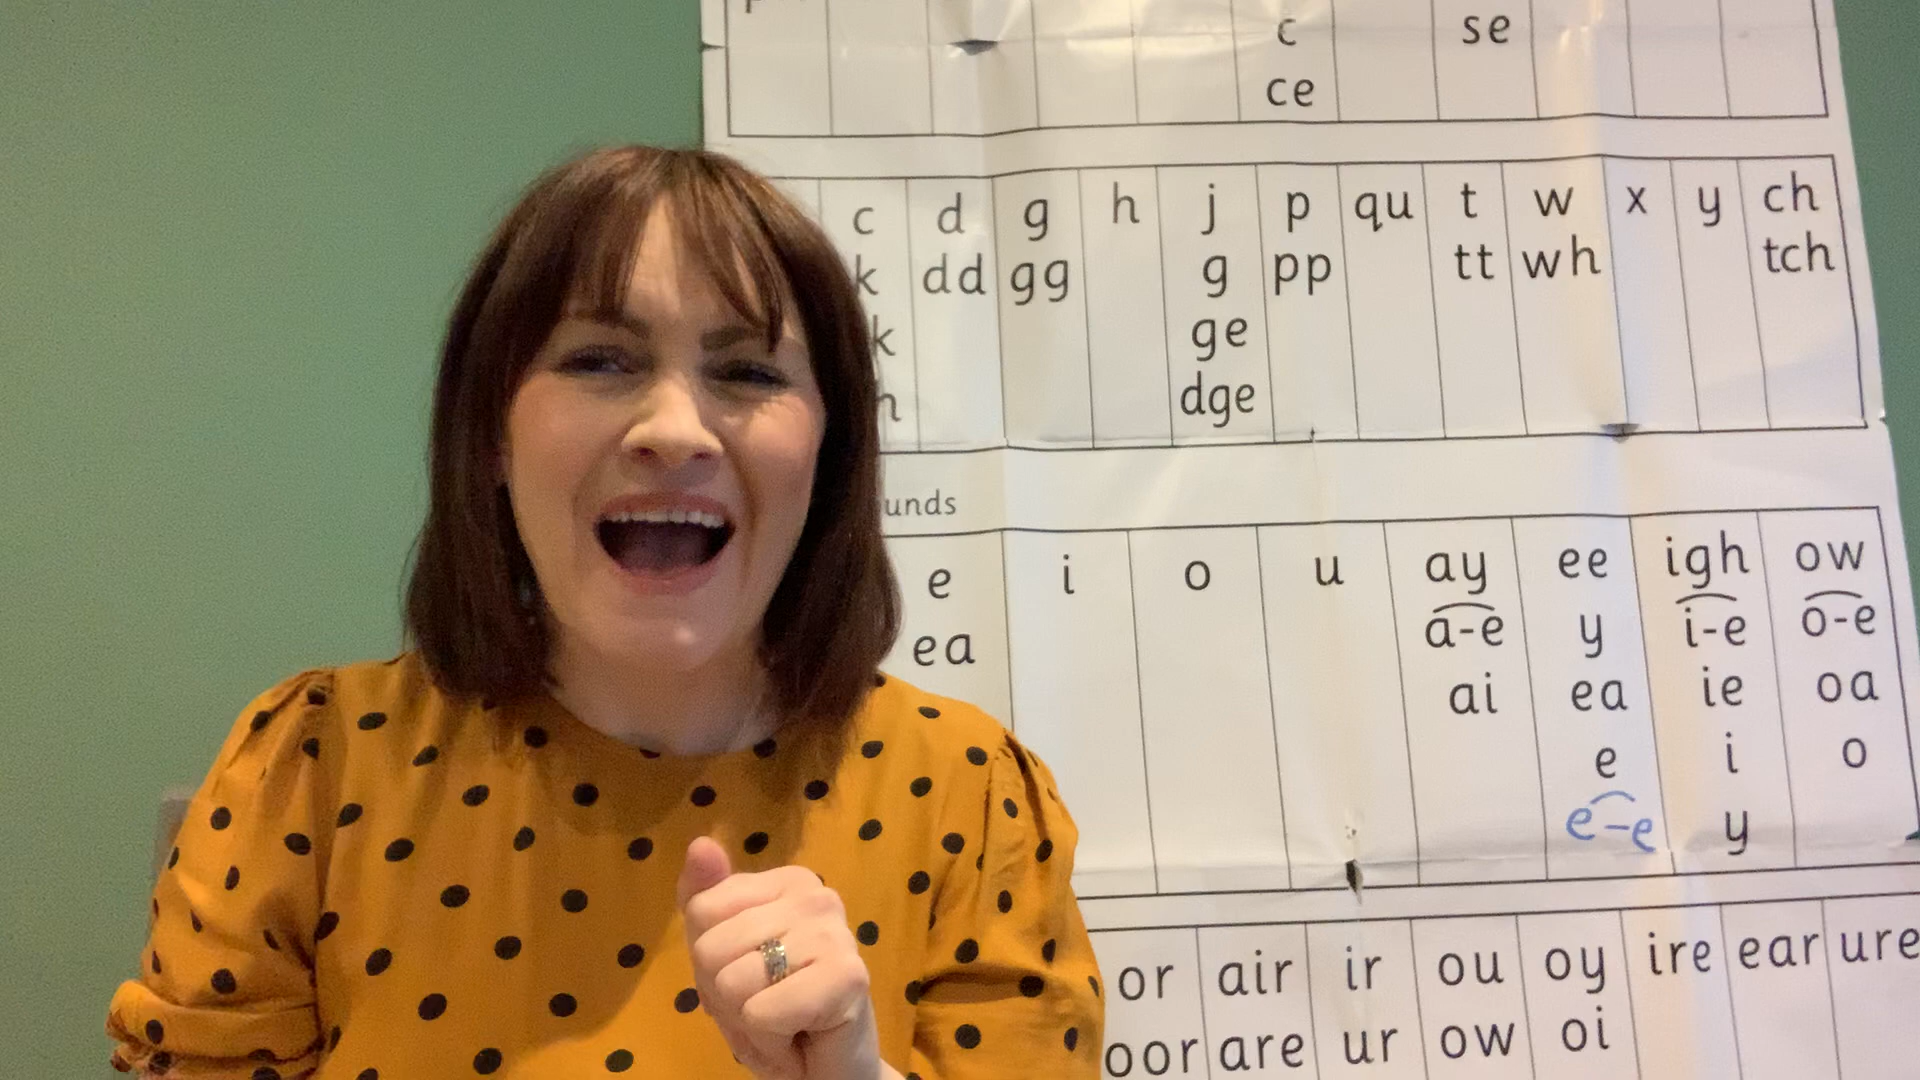 c se
ce
c d g h j p qu t w x y ch
k dd gg g pp tt wh tch
k ge
h dge
unds
e i o u ay ee igh ow
ea a-e y i-e o-e
ai ea ie oa
e i o
e-e y
or air ir ou oy ire ear ure
oor are ur ow oi